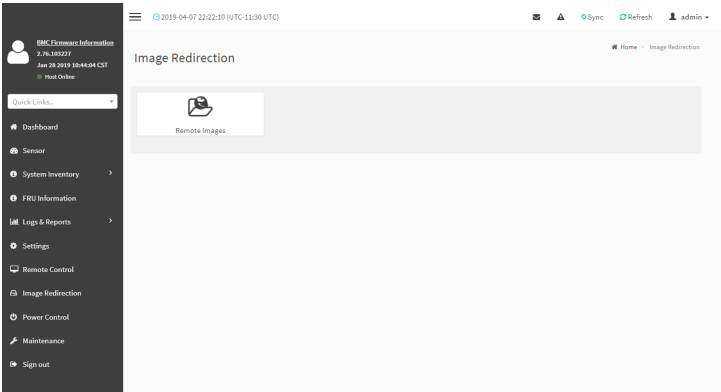 BMC Firmware Information
2.76.103227
Jan 28 2019 10:44:04 CST
Host Online
Quick Links..
Dashboard
Sensor
System Inventory
FRU Information
Logs & Reports
Settings
Remote Control
Image Redirection
Power Control
Maintenance
Sign out
2019-04-07 22:22:10 (UTC-11:30 UTC)
Sync
Refresh
admin
Image Redirection
Home
Image Redirection
Remote Images